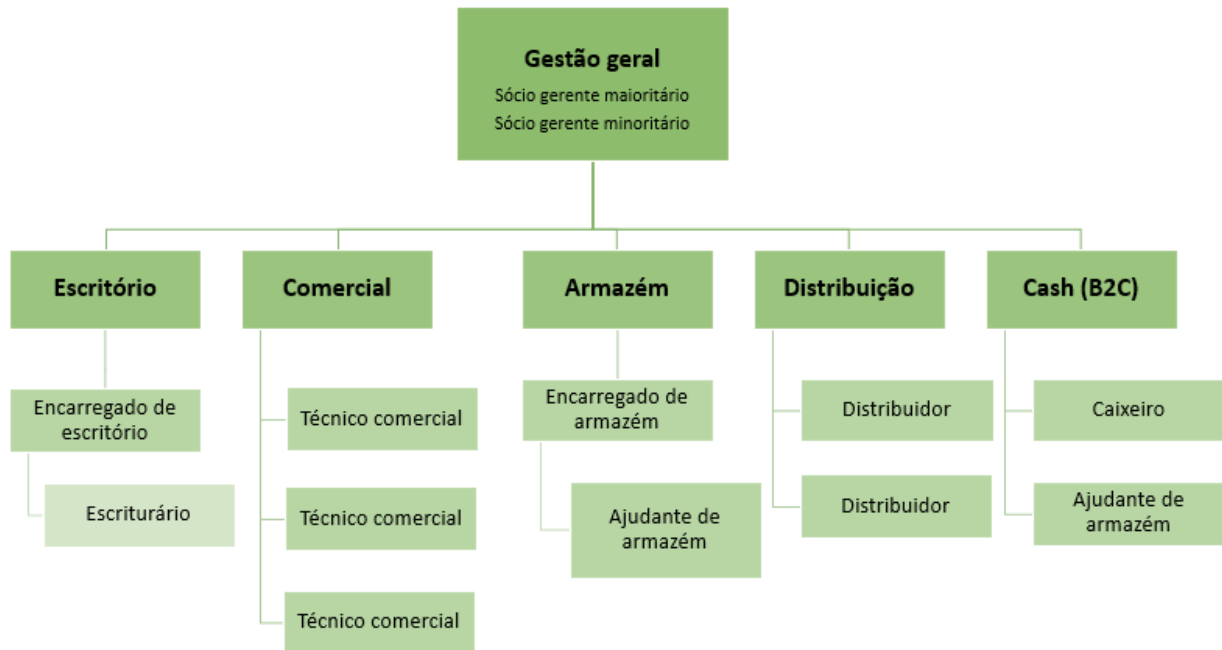 Gestão geral
Sócio gerente maioritário
Sócio gerente minoritário
Escritório
Comercial
Armazém
Distribuição
Cash (B2C)
Encarregado de
escritório
Escriturário
Técnico comercial
Técnico comercial
Técnico comercial
Encarregado de
armazém
Ajudante de
armazém
Distribuidor
Distribuidor
Caixeiro
Ajudante de
armazém